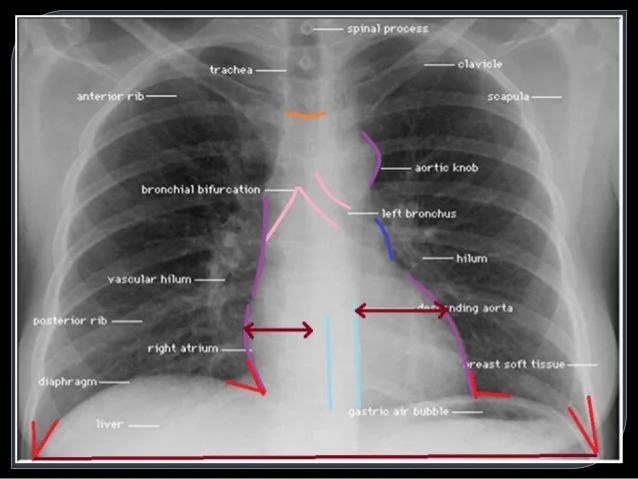 spinal process
clavicle
trachea
anterior rib
scapula
aortic knob
bronchial bifurcation
left bronchus
hilum
vascular hilum
descending aorta
posterior rib
right atrium
breast soft tissue
diaphragm
gastric air bubble
liver